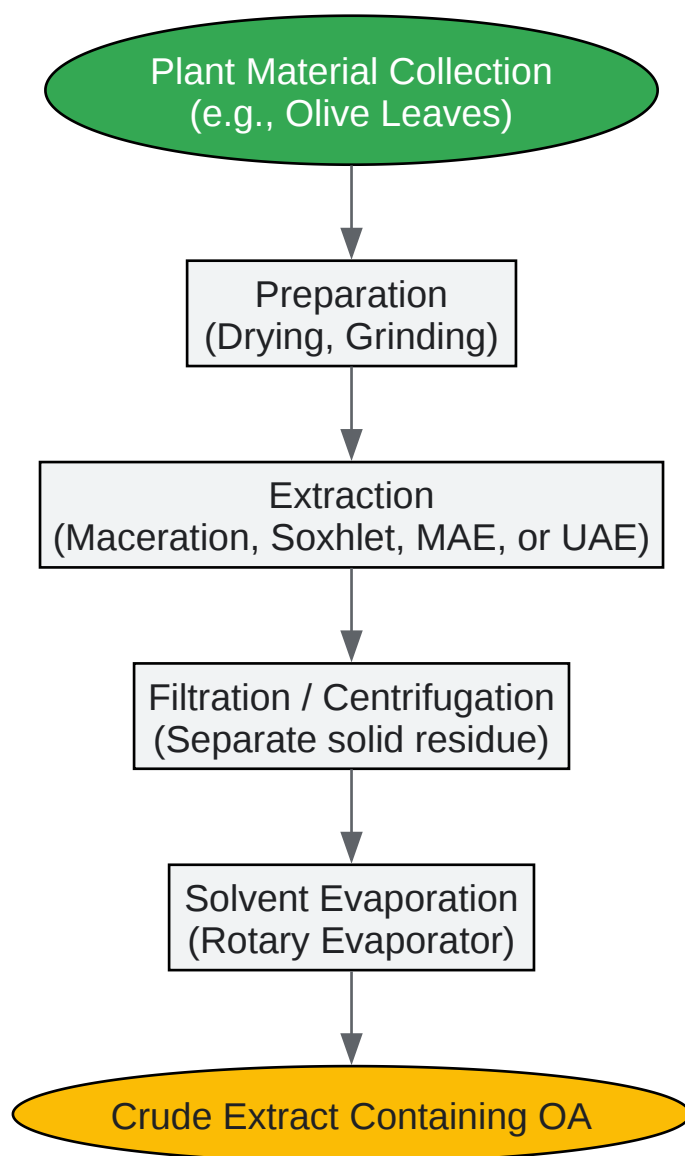 Plant Material Collection
(e.g., Olive Leaves)
Preparation
(Drying, Grinding)
Extraction
(Maceration, Soxhlet, MAE, or UAE)
Filtration / Centrifugation
(Separate solid residue)
Solvent Evaporation
(Rotary Evaporator)
Crude Extract Containing OA